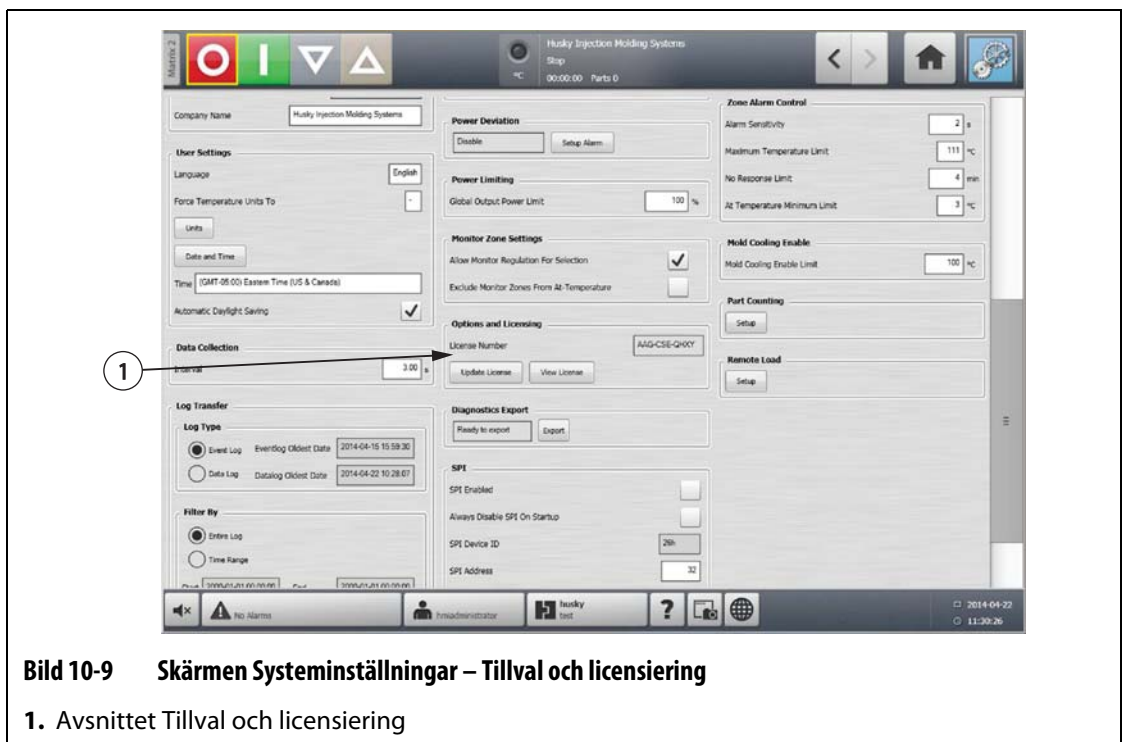 Matrix 2
Husky Injection Molding Systems
Stop
°C 00:00:00 Parts 0
Company Name Husky Injection Molding Systems
User Settings
Language English
Force Temperature Units To -
Units
Date and Time
Time (GMT-05:00) Eastern Time (US & Canada)
Automatic Daylight Saving
Data Collection
Interval 3.00 s
Log Transfer
Log Type
Event Log Eventlog Oldest Date 2014-04-15 15:59:30
Data Log Datalog Oldest Date 2014-04-22 10:28:07
Filter By
Entire Log
Time Range
Power Deviation
Disable Setup Alarm
Power Limiting
Global Output Power Limit 100 %
Monitor Zone Settings
Allow Monitor Regulation For Selection
Exclude Monitor Zones From At-Temperature
Options and Licensing
License Number AAG-CSE-QHXY
Update License View License
Diagnostics Export
Ready to export Export
SPI
SPI Enabled
Always Disable SPI On Startup
SPI Device ID 26h
SPI Address 32
Zone Alarm Control
Alarm Sensitivity 2 s
Maximum Temperature Limit 111 °C
No Response Limit 4 min
At Temperature Minimum Limit 3 °C
Mold Cooling Enable
Mold Cooling Enable Limit 100 °C
Part Counting
Setup
Remote Load
Setup
1
No Alarms
hmiadministrator
husky
test
?
2014-04-22
11:30:26
Bild 10-9 Skärmen Systeminställningar – Tillval och licensiering
1. Avsnittet Tillval och licensiering